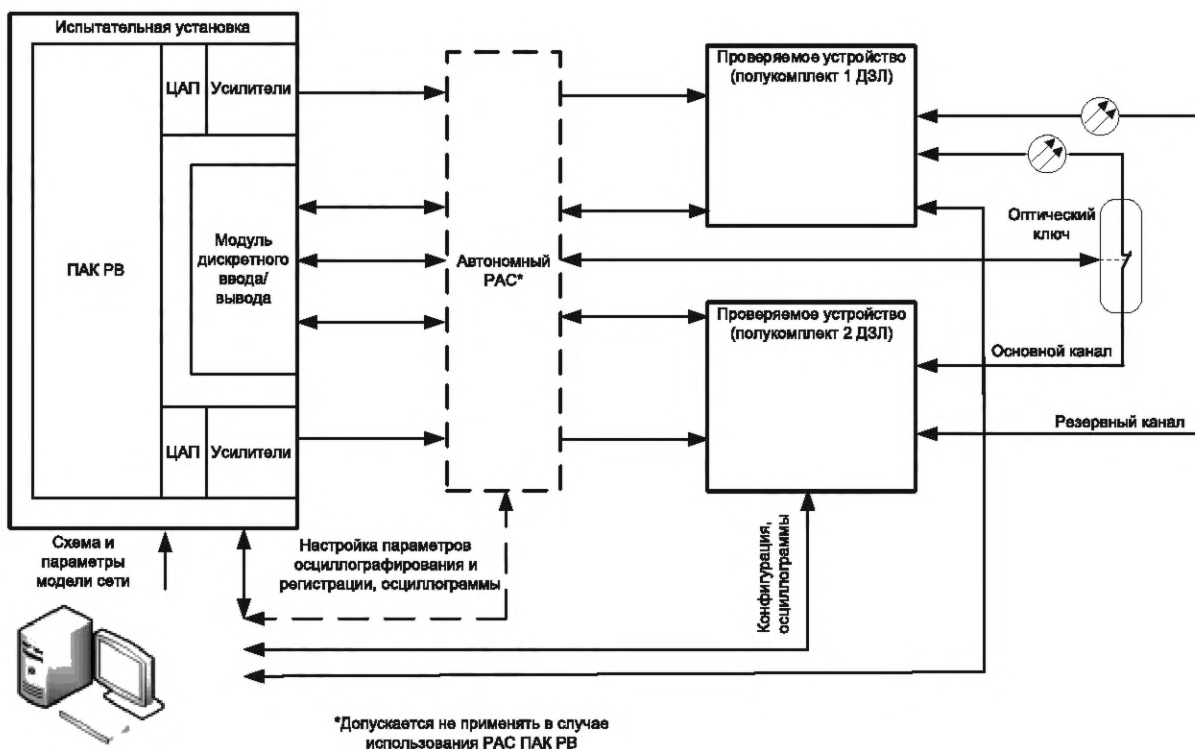 Испытательная установка
ЦАП
Усилители
ПАК РВ
Модуль
дискретного
ввода/
вывода
ЦАП
Усилители
Автономный
РАС*
Проверяемое устройство
(полукомплект 1 ДЗЛ)
Оптический
ключ
Проверяемое устройство
(полукомплект 2 ДЗЛ)
Основной канал
Резервный канал
Схема и
параметры
модели сети
Настройка параметров
осциллографирования и
регистрации, осциллограммы
Конфигурация,
осциллограммы
*Допускается не применять в случае
использования РАС ПАК РВ